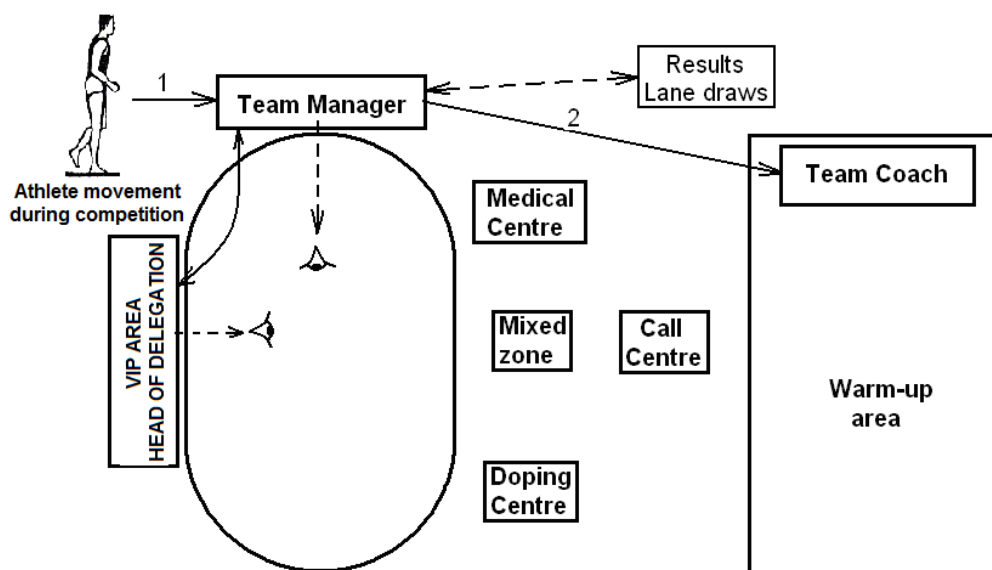 1
Team Manager
Results
Lane draws
2
Team Coach
Athlete movement
during competition
Medical
Centre
VIP AREA
HEAD OF DELEGATION
Mixed
zone
Call
Centre
Warm-up
area
Doping
Centre